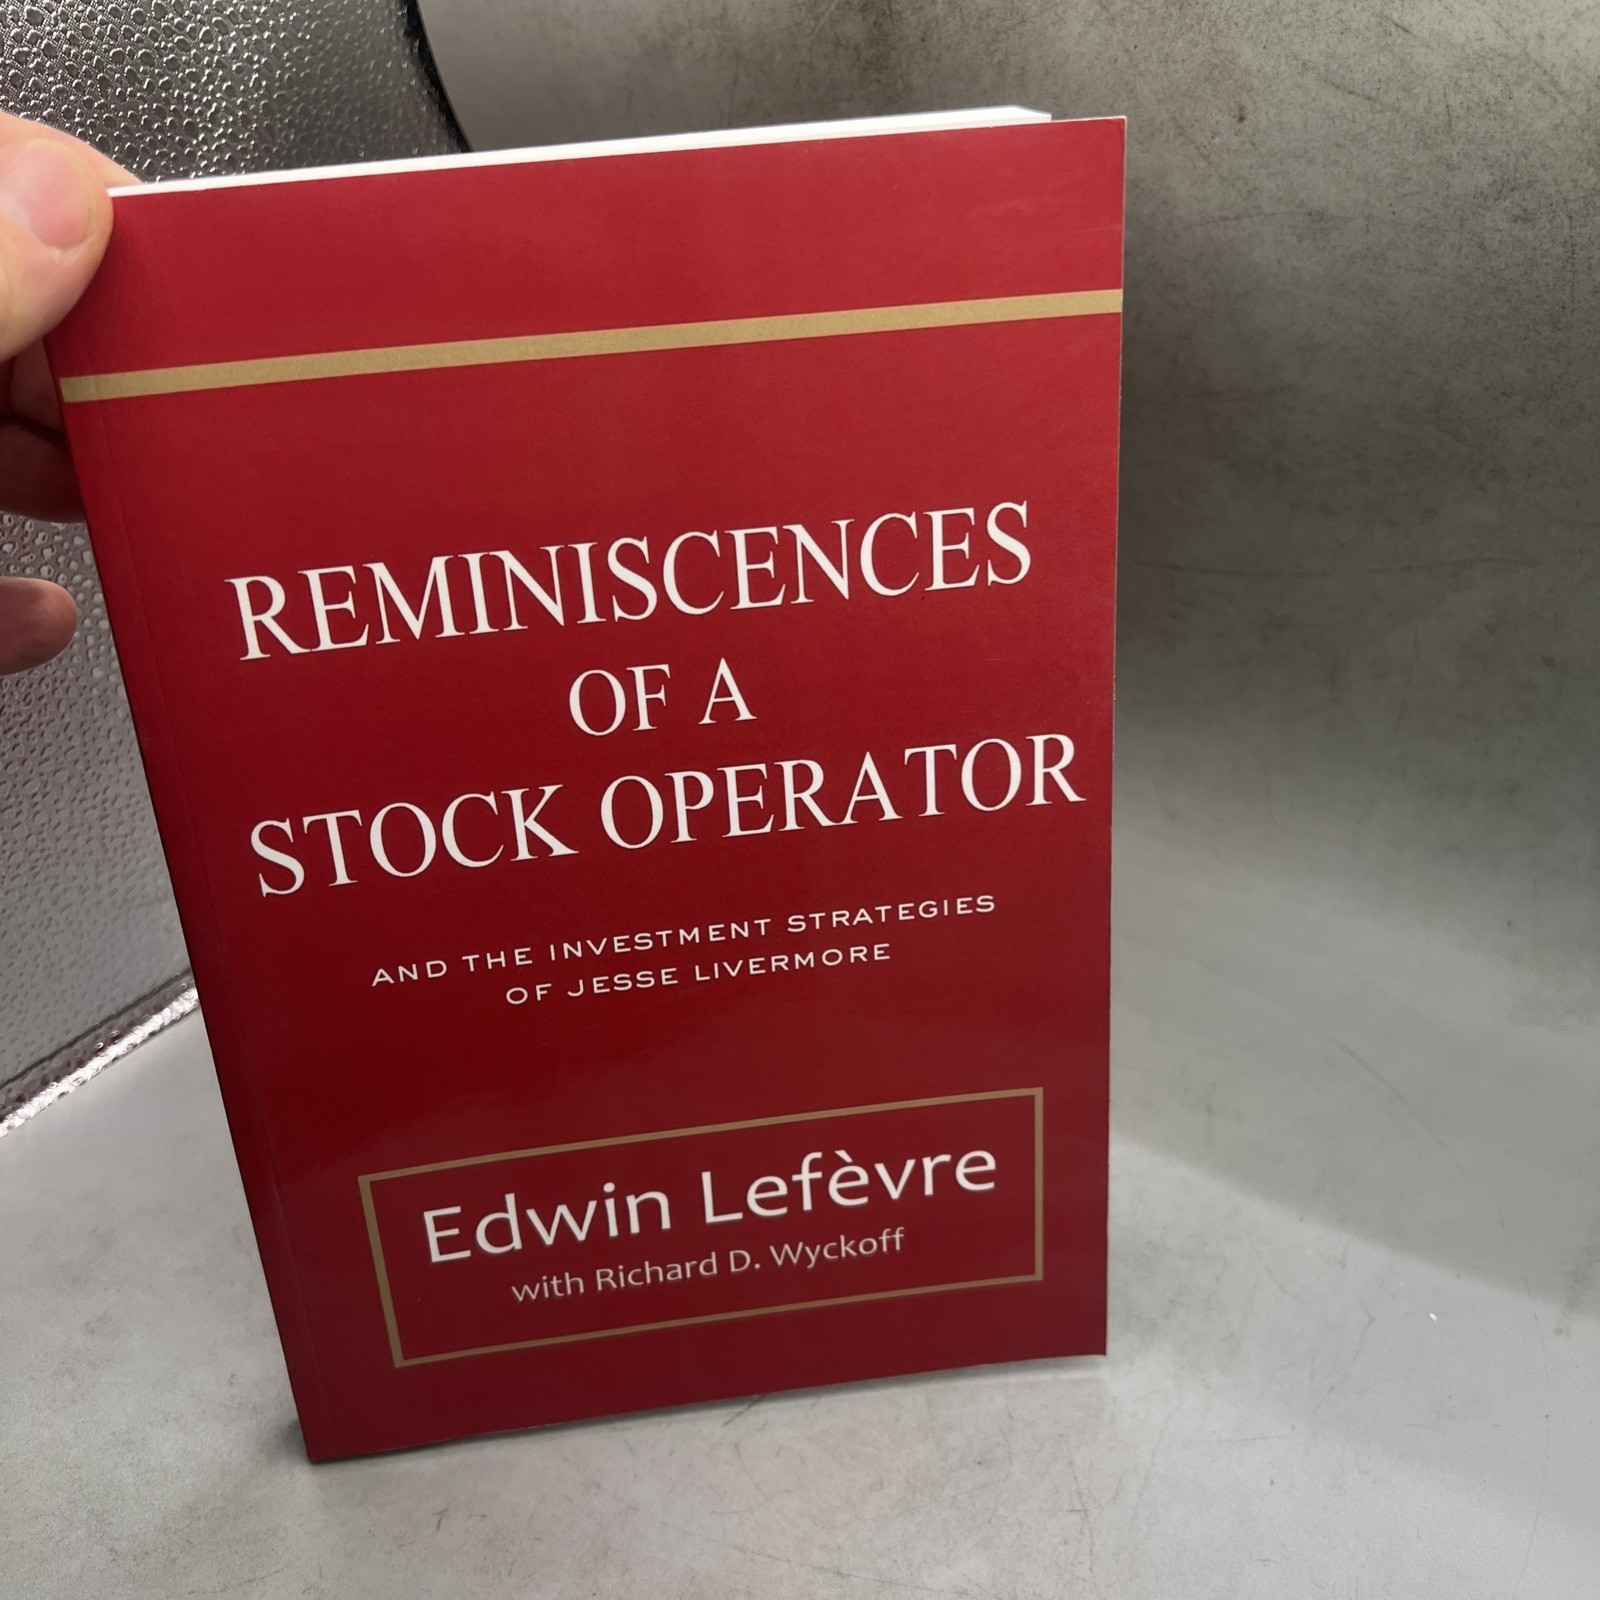 REMINISCENCES
OF A
STOCK OPERATOR
AND THE INVESTMENT STRATEGIES
OF JESSE LIVERMORE
Edwin Lefèvre
with Richard D. Wyckoff